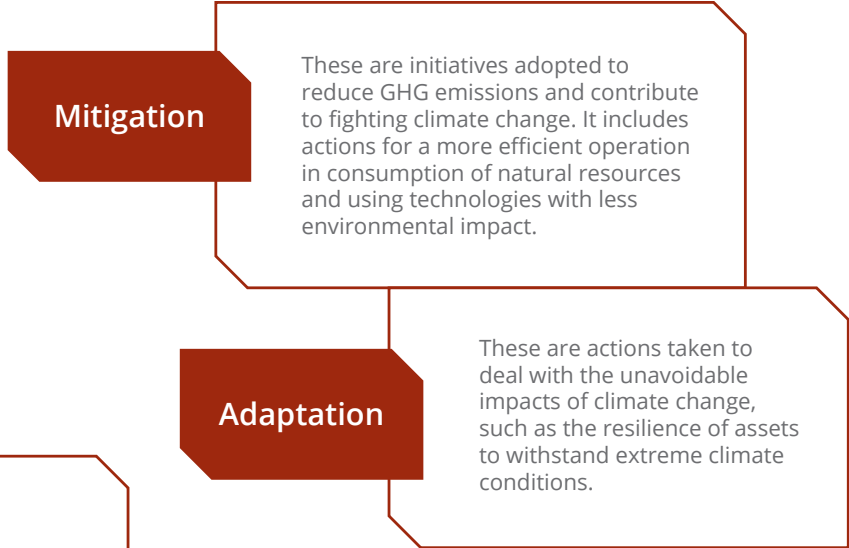 Mitigation
These are initiatives adopted to
reduce GHG emissions and contribute
to fighting climate change. It includes
actions for a more efficient operation
in consumption of natural resources
and using technologies with less
environmental impact.
Adaptation
These are actions taken to
deal with the unavoidable
impacts of climate change,
such as the resilience of assets
to withstand extreme climate
conditions.